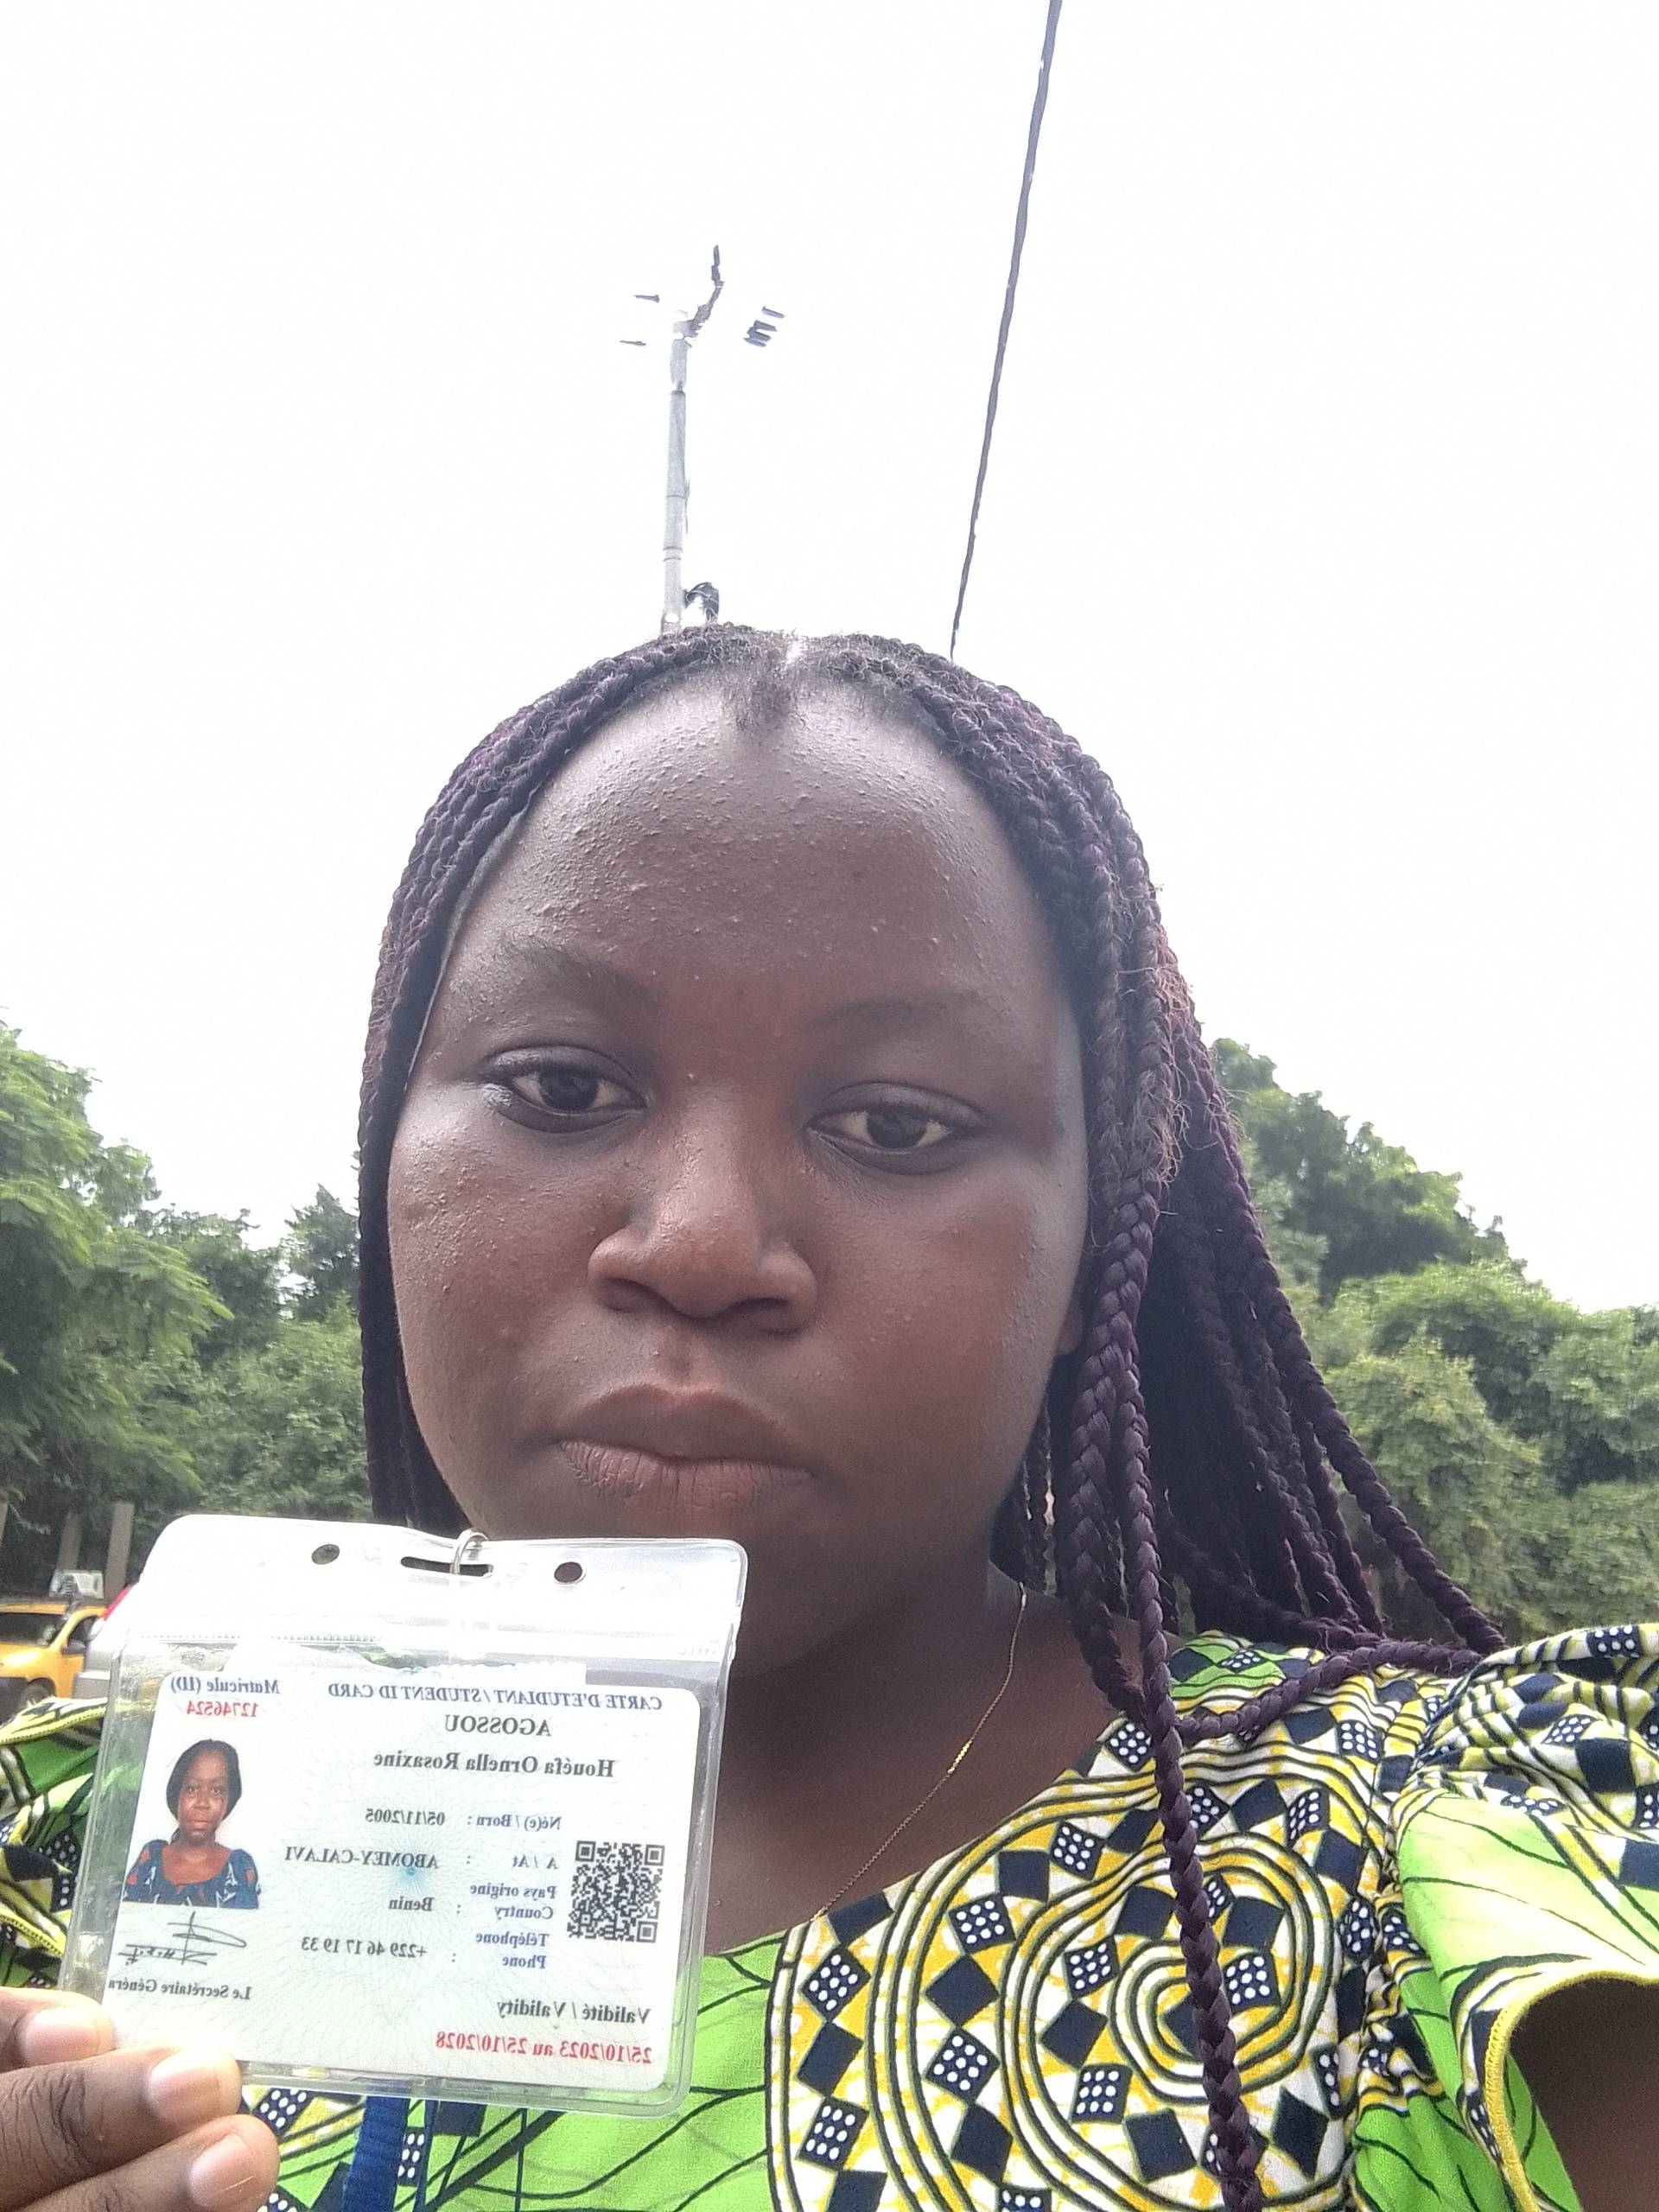 CARTE D'ETUDIANT / STUDENT ID CARD
Matricule (ID)
12746524
AGOSSOU
Houéfa Ornella Rosaxine
Né(e) / Born : 05/11/2005
A / At : ABOMEY-CALAVI
Pays origine
Country : Benin
Téléphone
Phone : +229 46 17 19 33
Le Secrétaire Généra
Validité / Validity
25/10/2023 au 25/10/2028